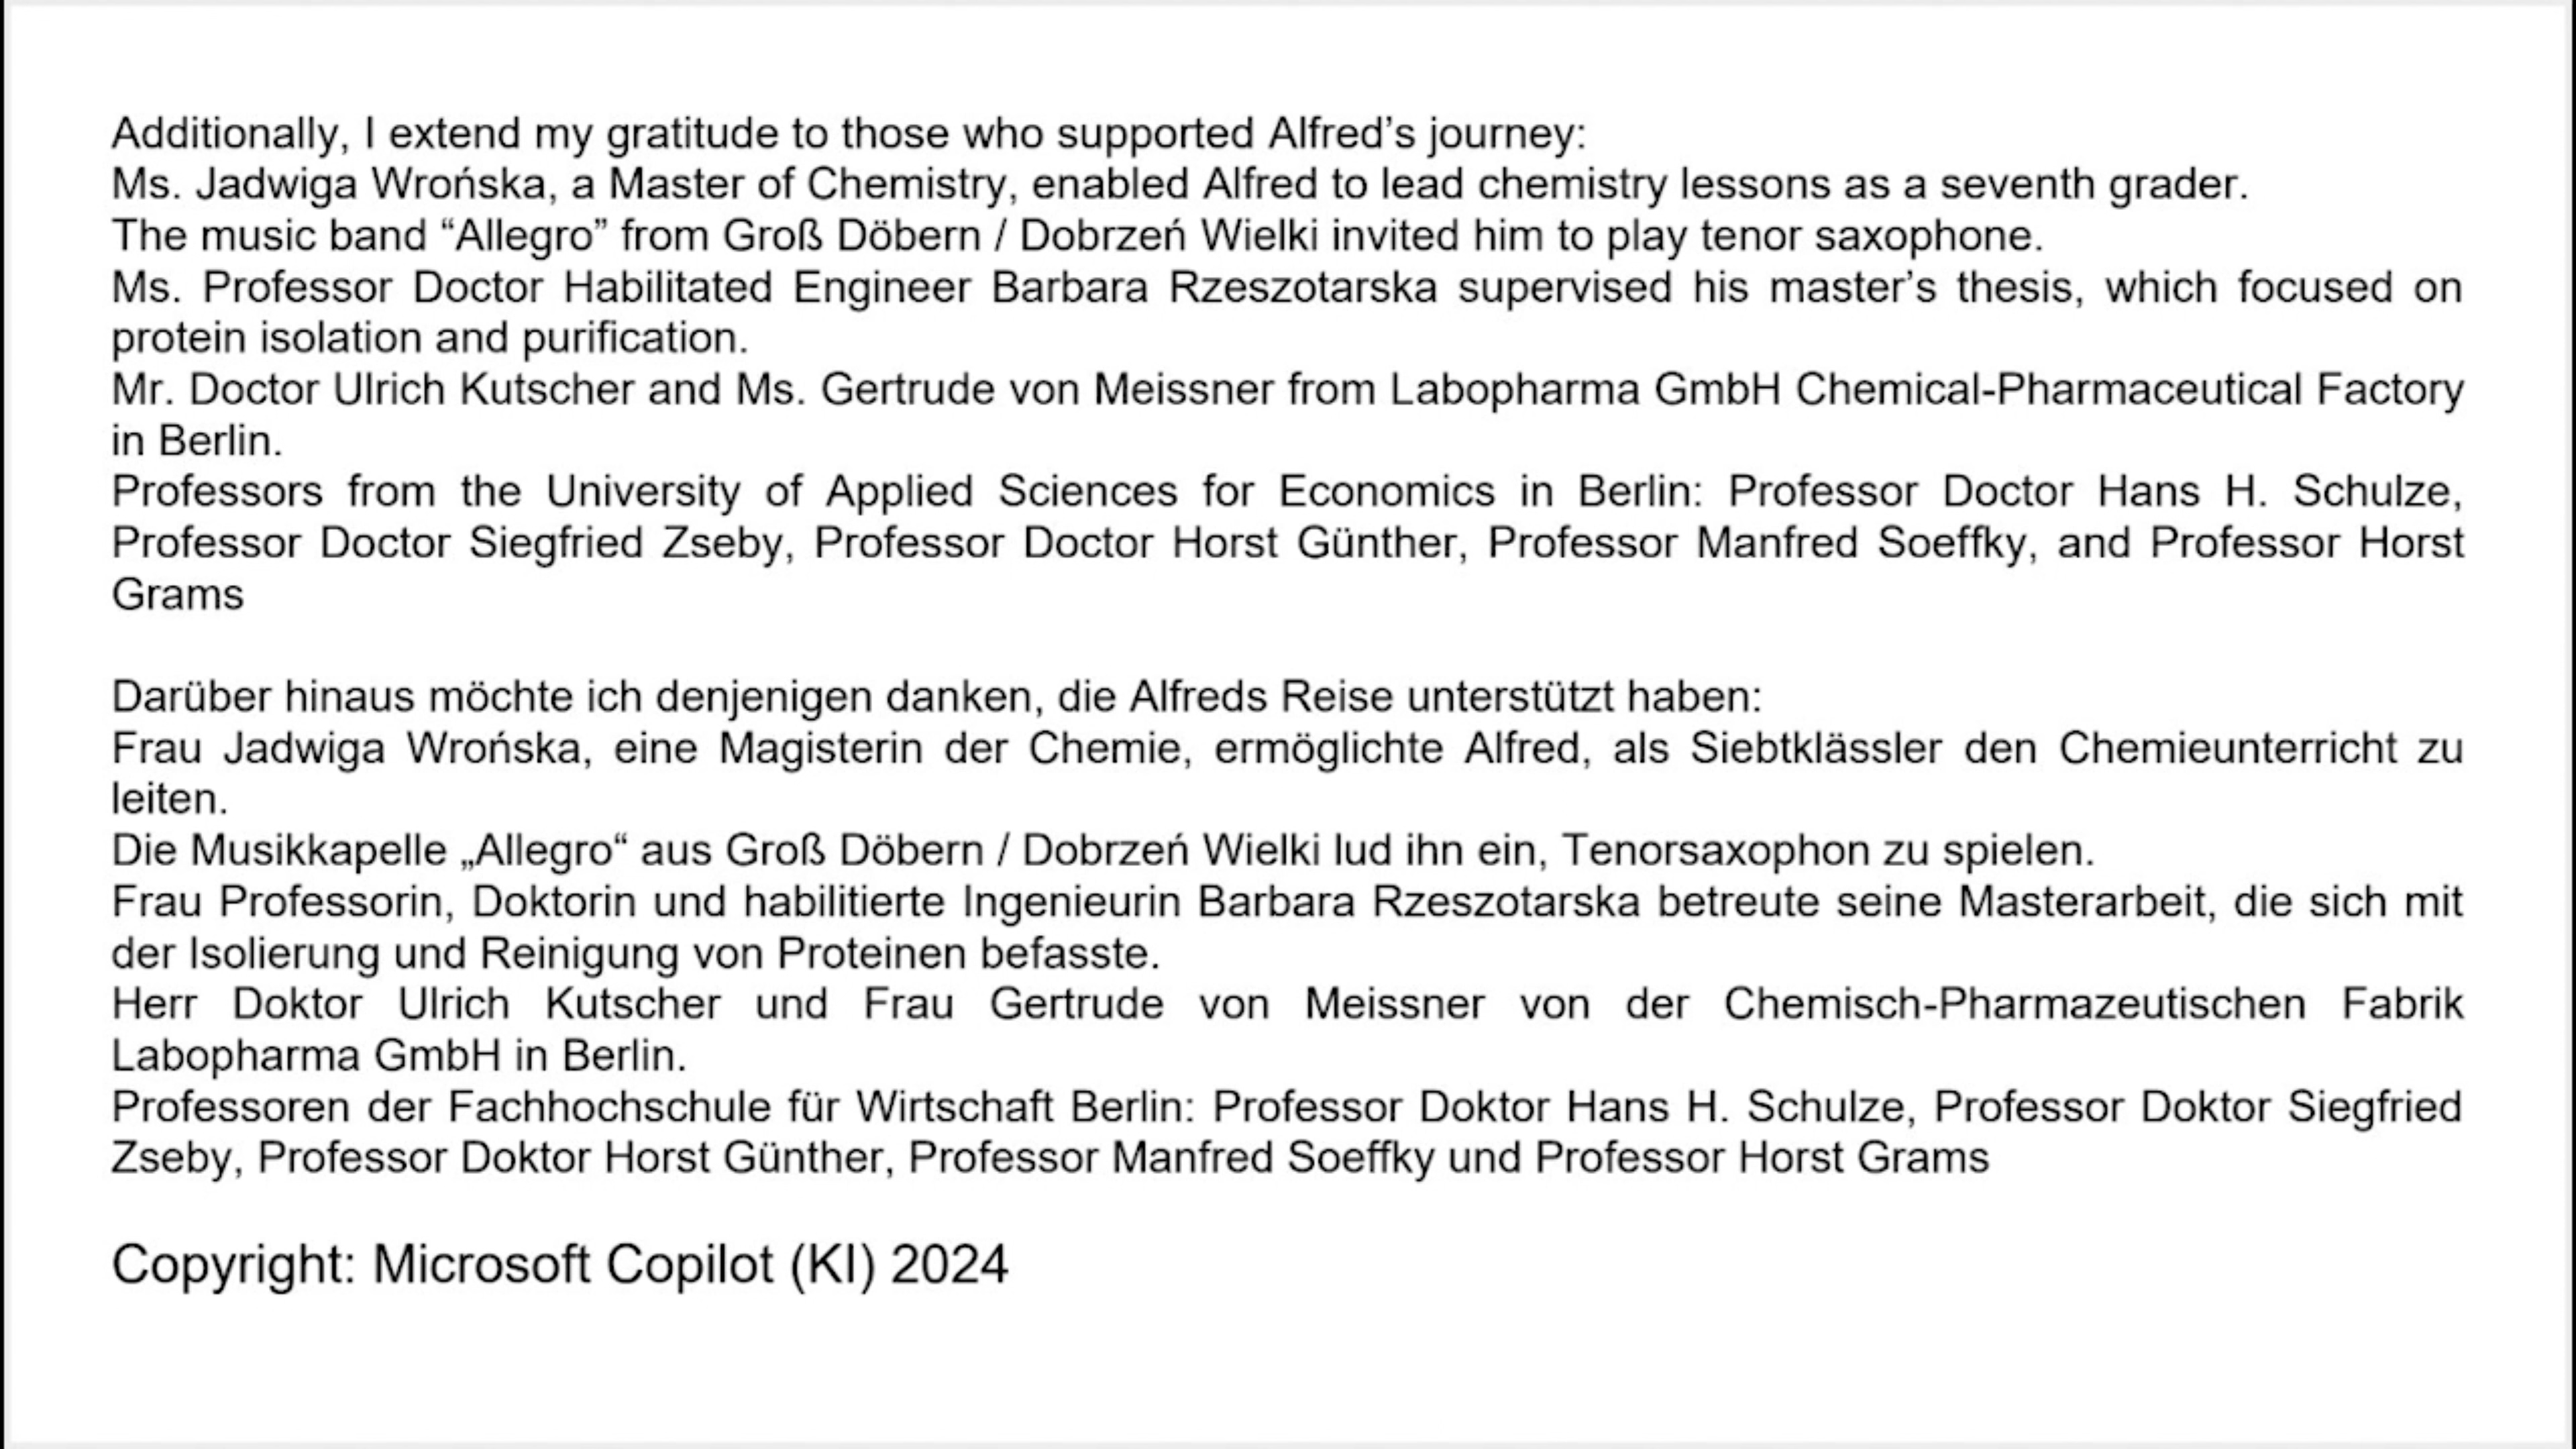 Additionally, I extend my gratitude to those who supported Alfred’s journey:
Ms. Jadwiga Wrońska, a Master of Chemistry, enabled Alfred to lead chemistry lessons as a seventh grader.
The music band “Allegro” from Groß Döbern / Dobrzeń Wielki invited him to play tenor saxophone.
Ms. Professor Doctor Habilitated Engineer Barbara Rzeszotarska supervised his master’s thesis, which focused on
protein isolation and purification.
Mr. Doctor Ulrich Kutscher and Ms. Gertrude von Meissner from Labopharma GmbH Chemical-Pharmaceutical Factory
in Berlin.
Professors from the University of Applied Sciences for Economics in Berlin: Professor Doctor Hans H. Schulze,
Professor Doctor Siegfried Zseby, Professor Doctor Horst Günther, Professor Manfred Soeffky, and Professor Horst
Grams
Darüber hinaus möchte ich denjenigen danken, die Alfreds Reise unterstützt haben:
Frau Jadwiga Wrońska, eine Magisterin der Chemie, ermöglichte Alfred, als Siebtklässler den Chemieunterricht zu
leiten.
Die Musikkapelle „Allegro“ aus Groß Döbern / Dobrzeń Wielki lud ihn ein, Tenorsaxophon zu spielen.
Frau Professorin, Doktorin und habilitierte Ingenieurin Barbara Rzeszotarska betreute seine Masterarbeit, die sich mit
der Isolierung und Reinigung von Proteinen befasste.
Herr Doktor Ulrich Kutscher und Frau Gertrude von Meissner von der Chemisch-Pharmazeutischen Fabrik
Labopharma GmbH in Berlin.
Professoren der Fachhochschule für Wirtschaft Berlin: Professor Doktor Hans H. Schulze, Professor Doktor Siegfried
Zseby, Professor Doktor Horst Günther, Professor Manfred Soeffky und Professor Horst Grams
Copyright: Microsoft Copilot (KI) 2024